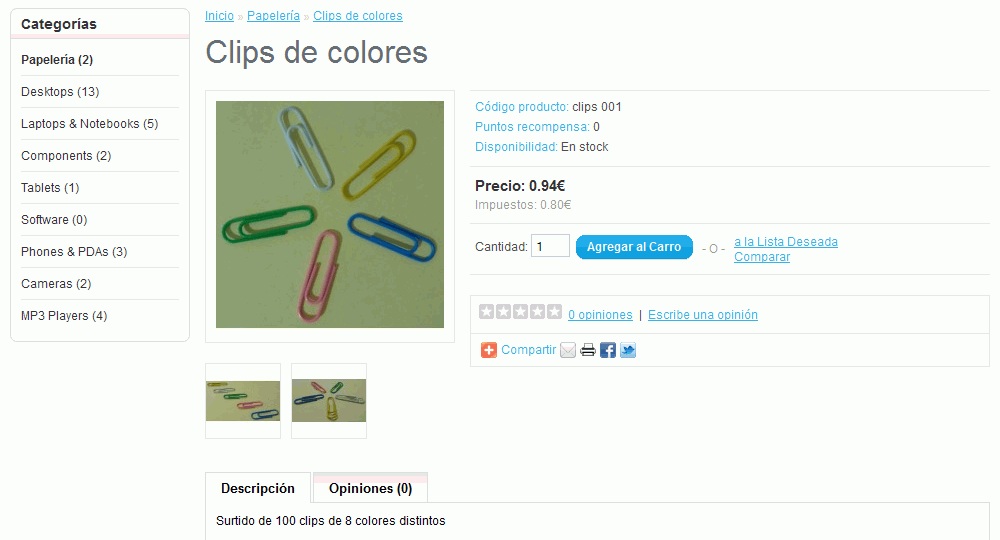 Categorías
Papelería (2)
Desktops (13)
Laptops & Notebooks (5)
Components (2)
Tablets (1)
Software (0)
Phones & PDAs (3)
Cameras (2)
MP3 Players (4)
Inicio » Papelería » Clips de colores
Clips de colores
Código producto: clips 001
Puntos recompensa: 0
Disponibilidad: En stock
Precio: 0.94€
Impuestos: 0.80€
Cantidad: 1 Agregar al Carro - O - a la Lista Deseada
Comparar
0 opiniones | Escribe una opinión
Compartir
Descripción Opiniones (0)
Surtido de 100 clips de 8 colores distintos